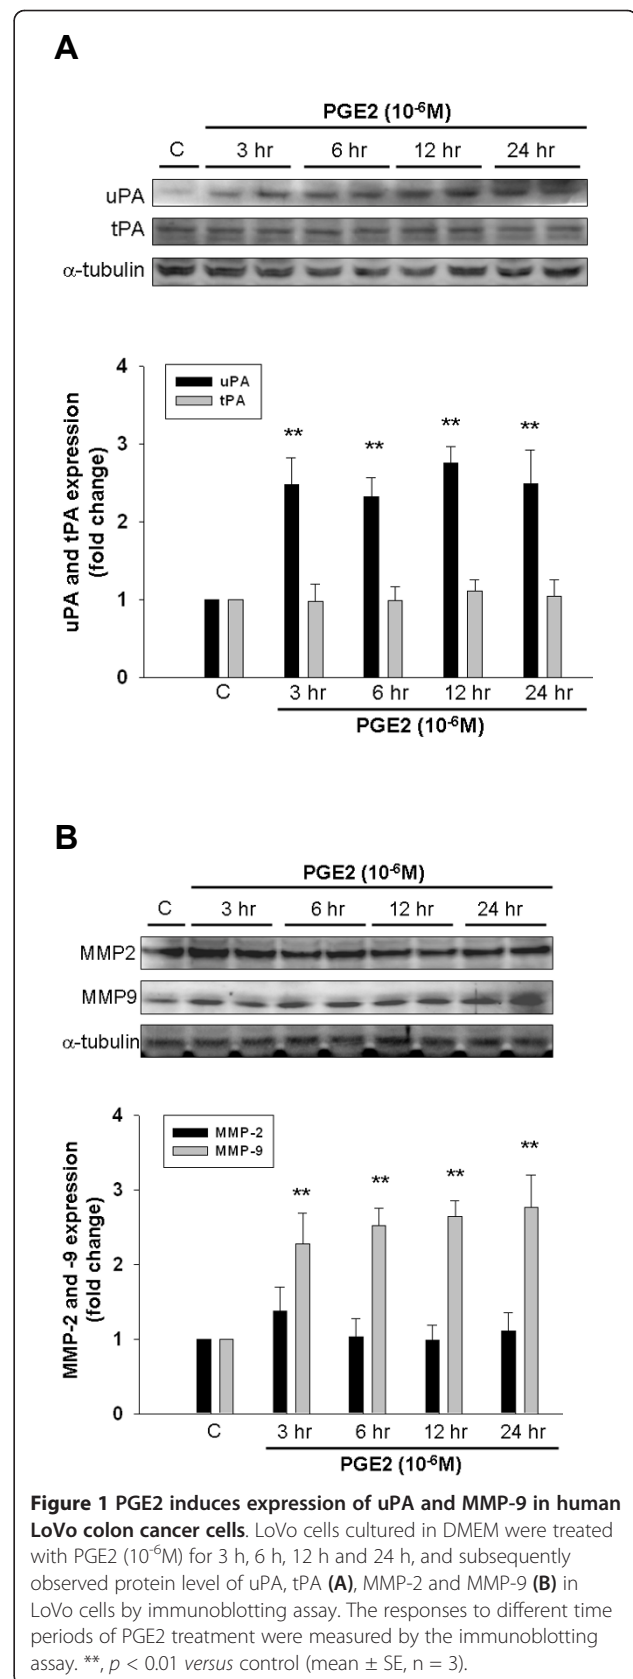 A
PGE2 (10-6M)
C 3 hr 6 hr 12 hr 24 hr
uPA
tPA
α-tubulin
4
3
2
1
0
uPA and tPA expression
(fold change)
uPA
tPA
** ** ** **
C 3 hr 6 hr 12 hr 24 hr
PGE2 (10-6M)
B
PGE2 (10-6M)
C 3 hr 6 hr 12 hr 24 hr
MMP2
MMP9
α-tubulin
4
3
2
1
0
MMP-2 and -9 expression
(fold change)
MMP-2
MMP-9
** ** ** **
C 3 hr 6 hr 12 hr 24 hr
PGE2 (10-6M)
Figure 1 PGE2 induces expression of uPA and MMP-9 in human
LoVo colon cancer cells. LoVo cells cultured in DMEM were treated
with PGE2 (10-6M) for 3 h, 6 h, 12 h and 24 h, and subsequently
observed protein level of uPA, tPA (A), MMP-2 and MMP-9 (B) in
LoVo cells by immunoblotting assay. The responses to different time
periods of PGE2 treatment were measured by the immunoblotting
assay. **, p < 0.01 versus control (mean ± SE, n = 3).